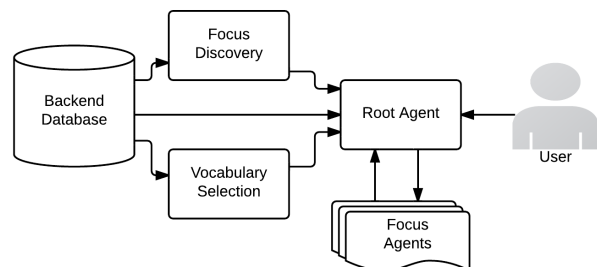 Focus
Discovery
Backend
Database
Root Agent
User
Vocabulary
Selection
Focus
Agents